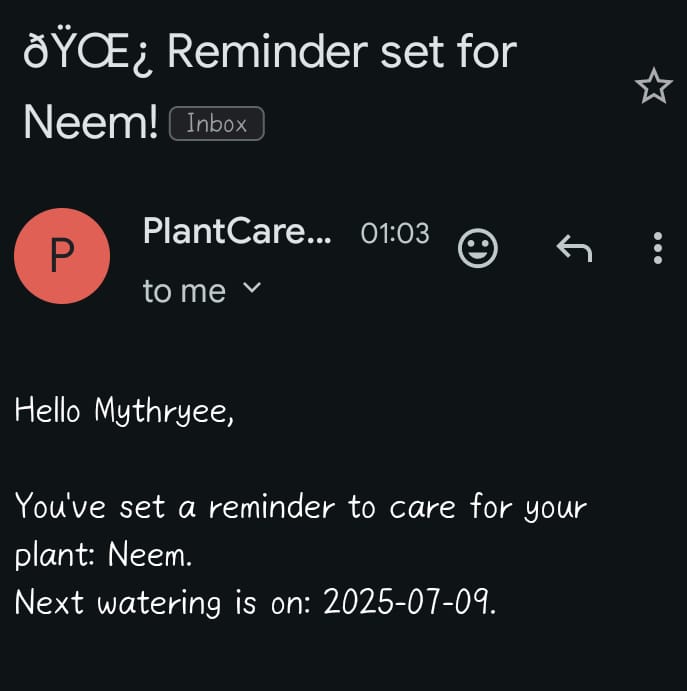 ðŸŒ¿ Reminder set for
Neem! Inbox
P
PlantCare... 01:03
to me
Hello Mythryee,
You've set a reminder to care for your
plant: Neem.
Next watering is on: 2025-07-09.